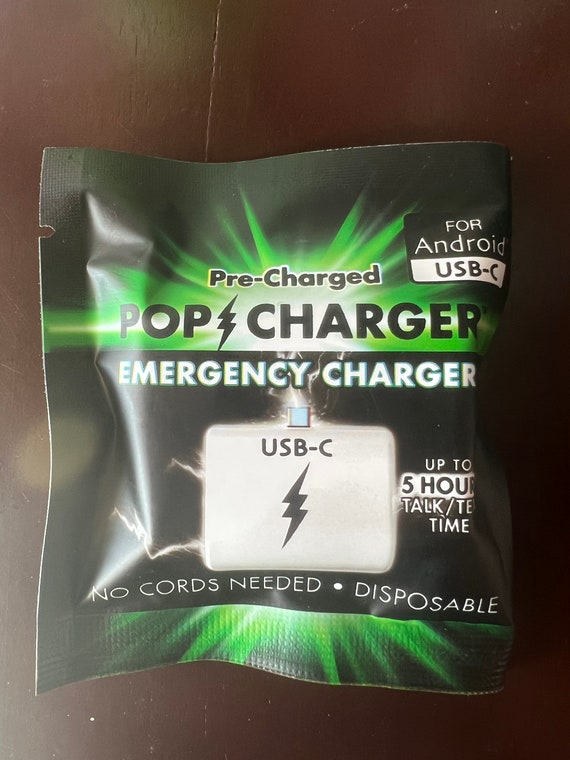 FOR
Android
USB-C
Pre-Charged
POP CHARGER
EMERGENCY CHARGER
USB-C
UP TO
5 HOU
TALK/TE
TIME
NO CORDS NEEDED • DISPOSABLE